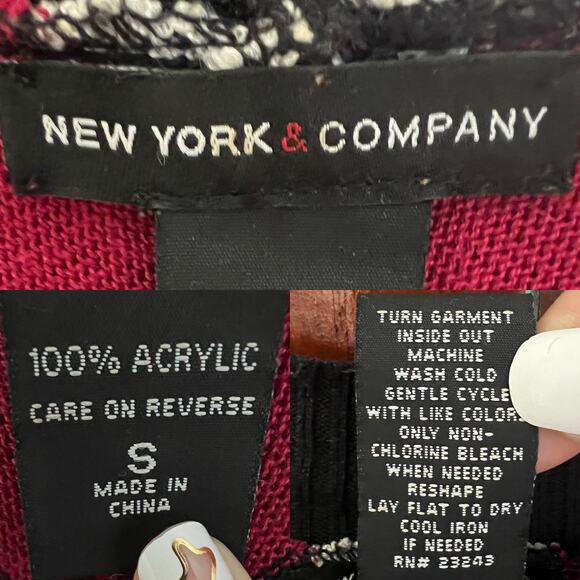 NEW YORK & COMPANY
100% ACRYLIC
CARE ON REVERSE
S
MADE IN
CHINA
TURN GARMENT
INSIDE OUT
MACHINE
WASH COLD
GENTLE CYCLE
WITH LIKE COLORS
ONLY NON-
CHLORINE BLEACH
WHEN NEEDED
RESHAPE
LAY FLAT TO DRY
COOL IRON
IF NEEDED
RN# 23243